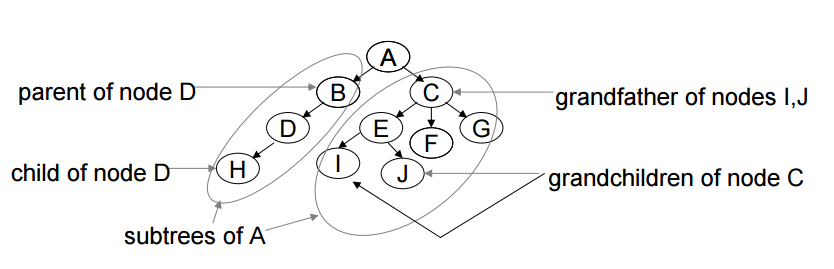 A
parent of node D
B
C
grandfather of nodes I,J
D
E
F
G
child of node D
H
I
J
grandchildren of node C
subtrees of A